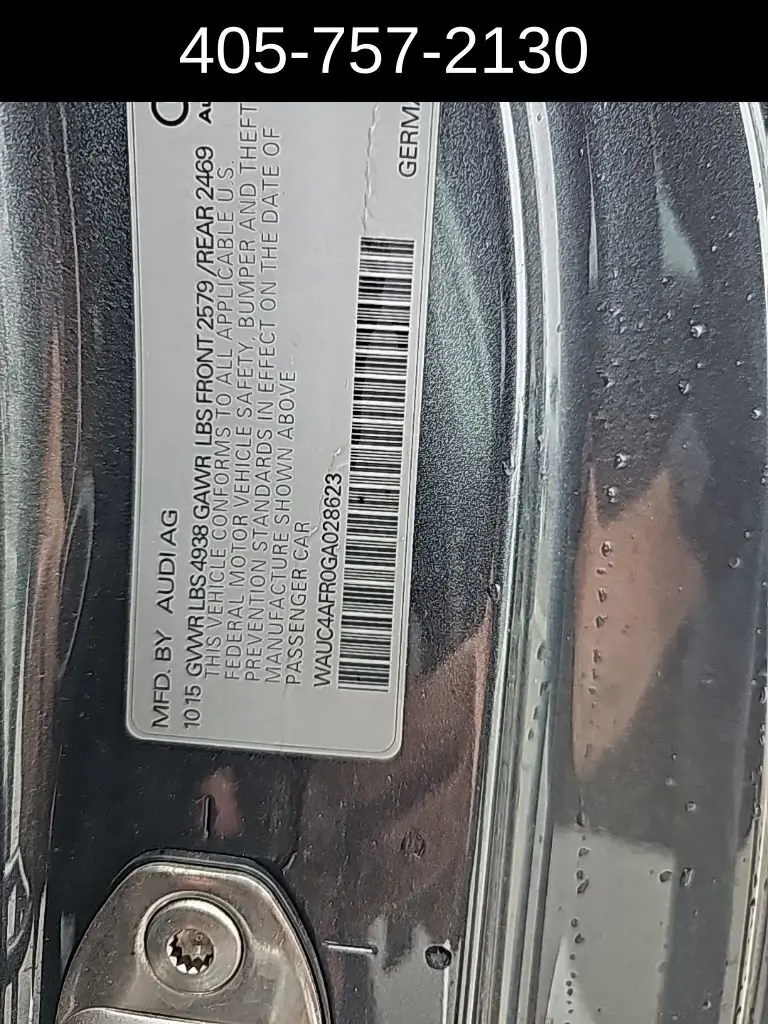 405-757-2130
MFD. BY AUDI AG
10 15 GVWR LBS 4938 GAWR LBS FRONT 2579 / REAR 2469
THIS VEHICLE CONFORMS TO ALL APPLICABLE U.S.
FEDERAL MOTOR VEHICLE SAFETY, BUMPER AND THEFT
PREVENTION STANDARDS IN EFFECT ON THE DATE OF
MANUFACTURE SHOWN ABOVE
PASSENGER CAR
WAUC4AFR0GA028623